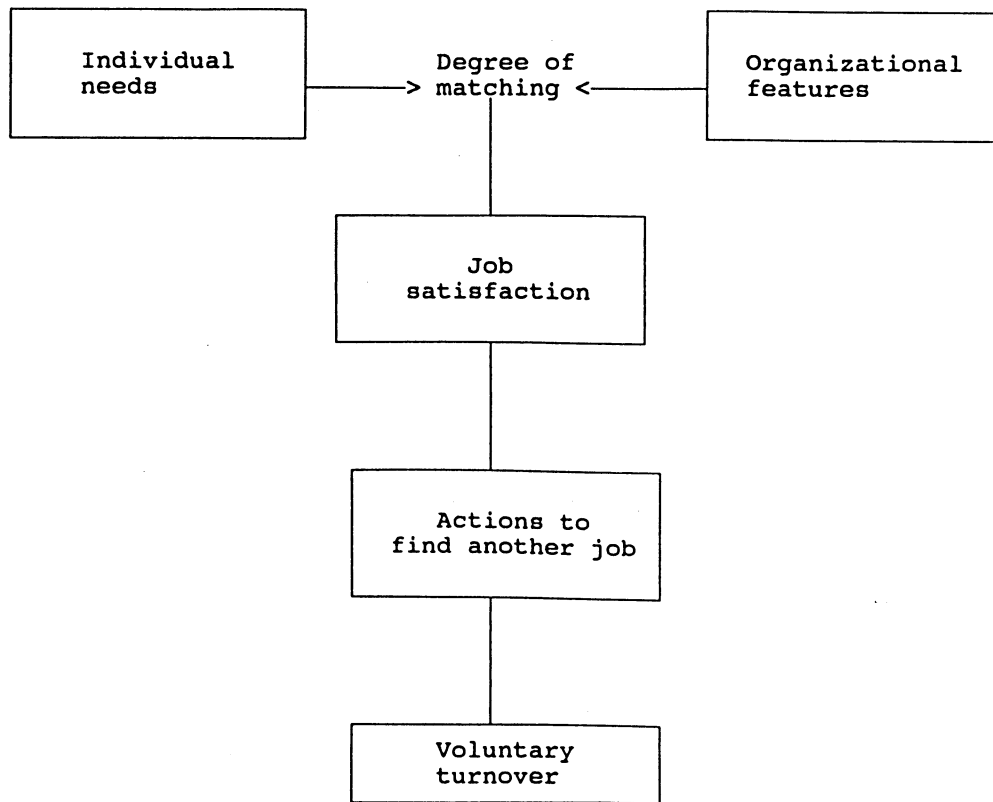 Individual
needs
Degree of
> matching <
Organizational
features
Job
satisfaction
Actions to
find another job
Voluntary
turnover